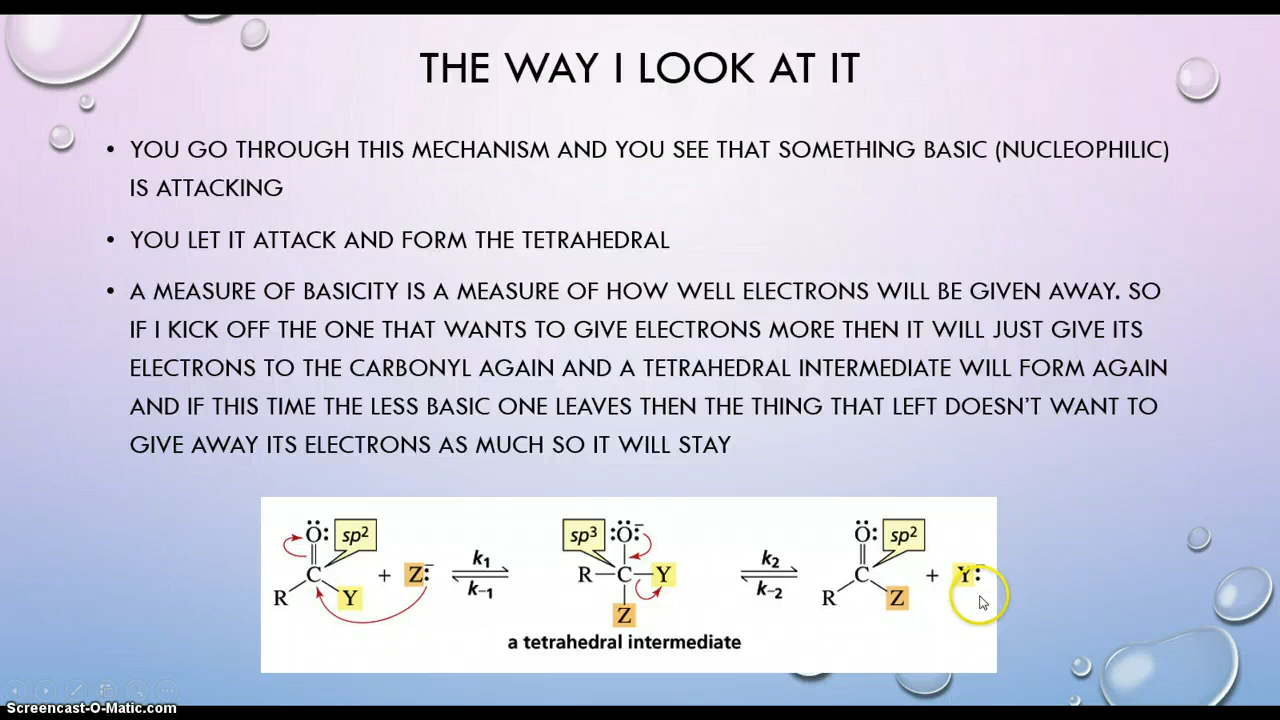 THE WAY I LOOK AT IT
• YOU GO THROUGH THIS MECHANISM AND YOU SEE THAT SOMETHING BASIC (NUCLEOPHILIC)
IS ATTACKING
• YOU LET IT ATTACK AND FORM THE TETRAHEDRAL
• A MEASURE OF BASICITY IS A MEASURE OF HOW WELL ELECTRONS WILL BE GIVEN AWAY. SO
IF I KICK OFF THE ONE THAT WANTS TO GIVE ELECTRONS MORE THEN IT WILL JUST GIVE ITS
ELECTRONS TO THE CARBONYL AGAIN AND A TETRAHEDRAL INTERMEDIATE WILL FORM AGAIN
AND IF THIS TIME THE LESS BASIC ONE LEAVES THEN THE THING THAT LEFT DOESN'T WANT TO
GIVE AWAY ITS ELECTRONS AS MUCH SO IT WILL STAY
O: sp2 sp3 :O:⁻ O: sp2
C + Z:⁻ k1 R—C—Y k2 C + Y:⁻
k–1 k–2
R Y Z R Z
a tetrahedral intermediate
Screencast-O-Matic.com